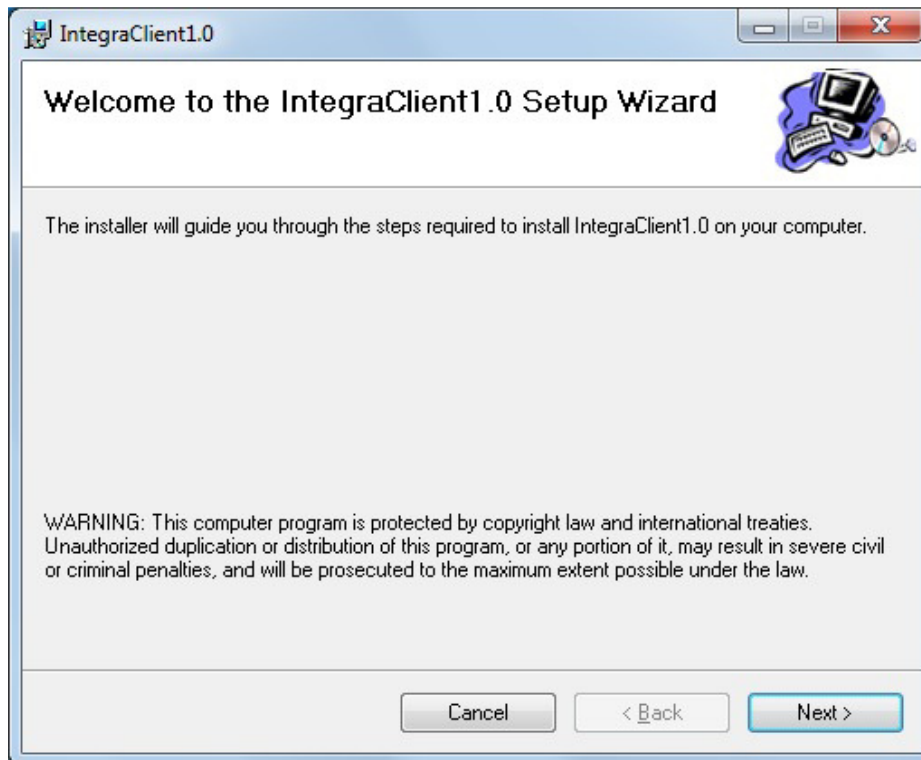 IntegraClient1.0
Welcome to the IntegraClient1.0 Setup Wizard
The installer will guide you through the steps required to install IntegraClient1.0 on your computer.
WARNING: This computer program is protected by copyright law and international treaties.
Unauthorized duplication or distribution of this program, or any portion of it, may result in severe civil
or criminal penalties, and will be prosecuted to the maximum extent possible under the law.
Cancel
< Back
Next >